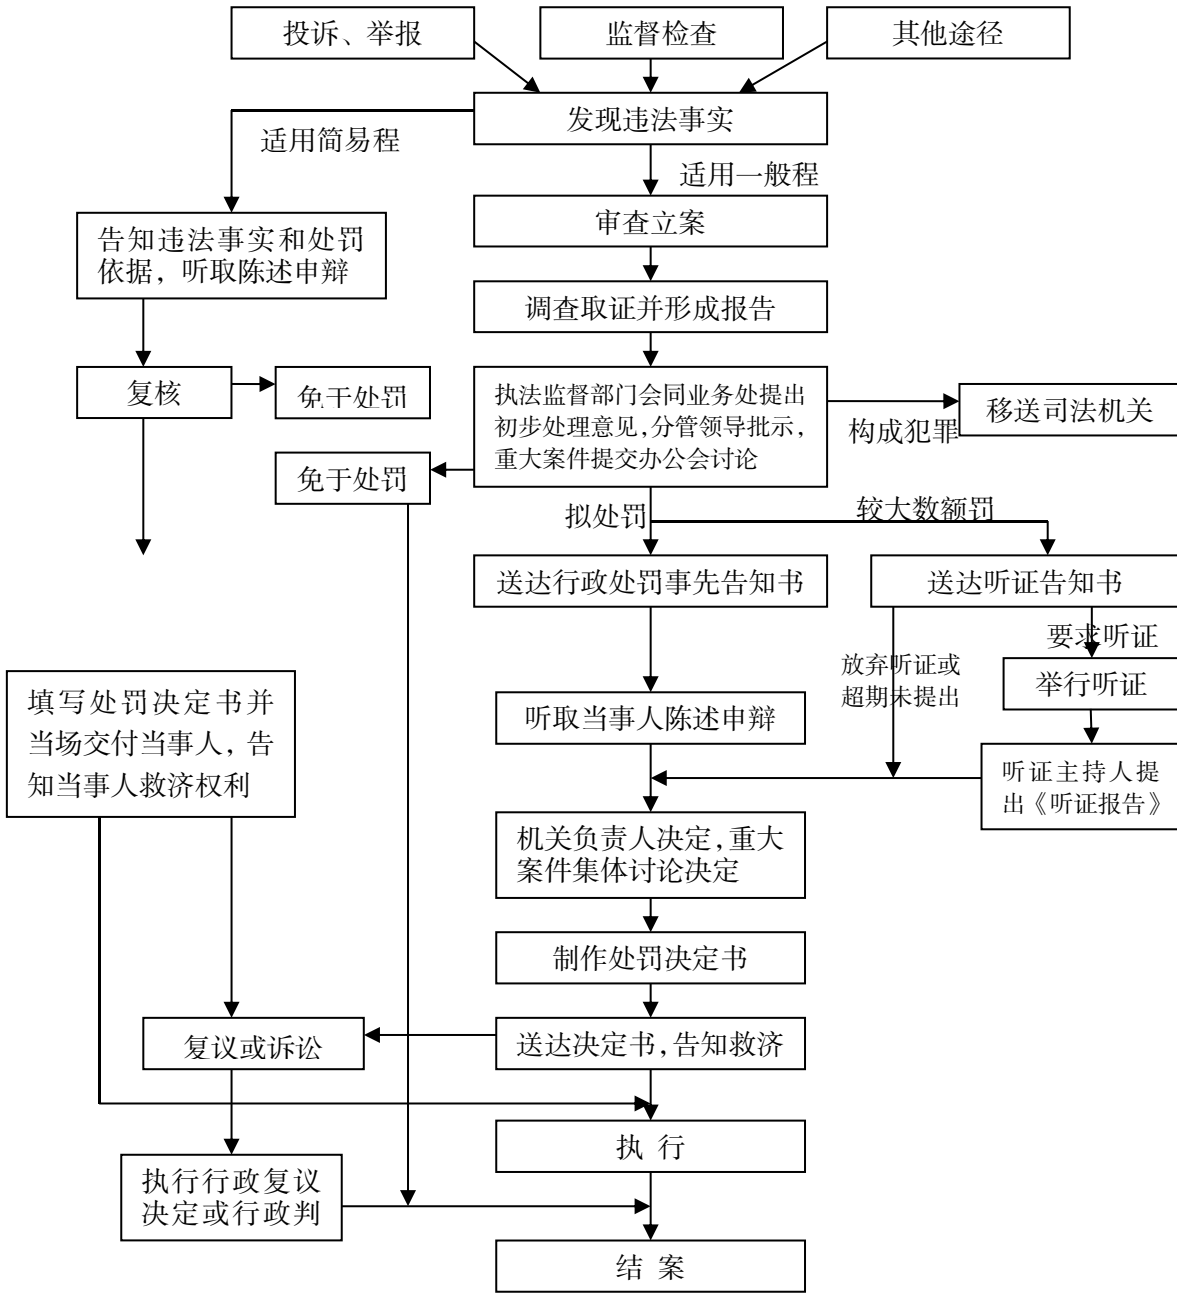 投诉、举报
监督检查
其他途径
发现违法事实
适用简易程
适用一般程
审查立案
告知违法事实和处罚
依据，听取陈述申辩
调查取证并形成报告
复核
免于处罚
执法监督部门会同业务处提出
初步处理意见，分管领导批示，
重大案件提交办公会讨论
构成犯罪
移送司法机关
免于处罚
拟处罚
较大数额罚
送达行政处罚事先告知书
送达听证告知书
要求听证
放弃听证或
超期未提出
举行听证
填写处罚决定书并
当场交付当事人，告
知当事人救济权利
听取当事人陈述申辩
听证主持人提
出《听证报告》
机关负责人决定，重大
案件集体讨论决定
制作处罚决定书
复议或诉讼
送达决定书，告知救济
执 行
执行行政复议
决定或行政判
结 案